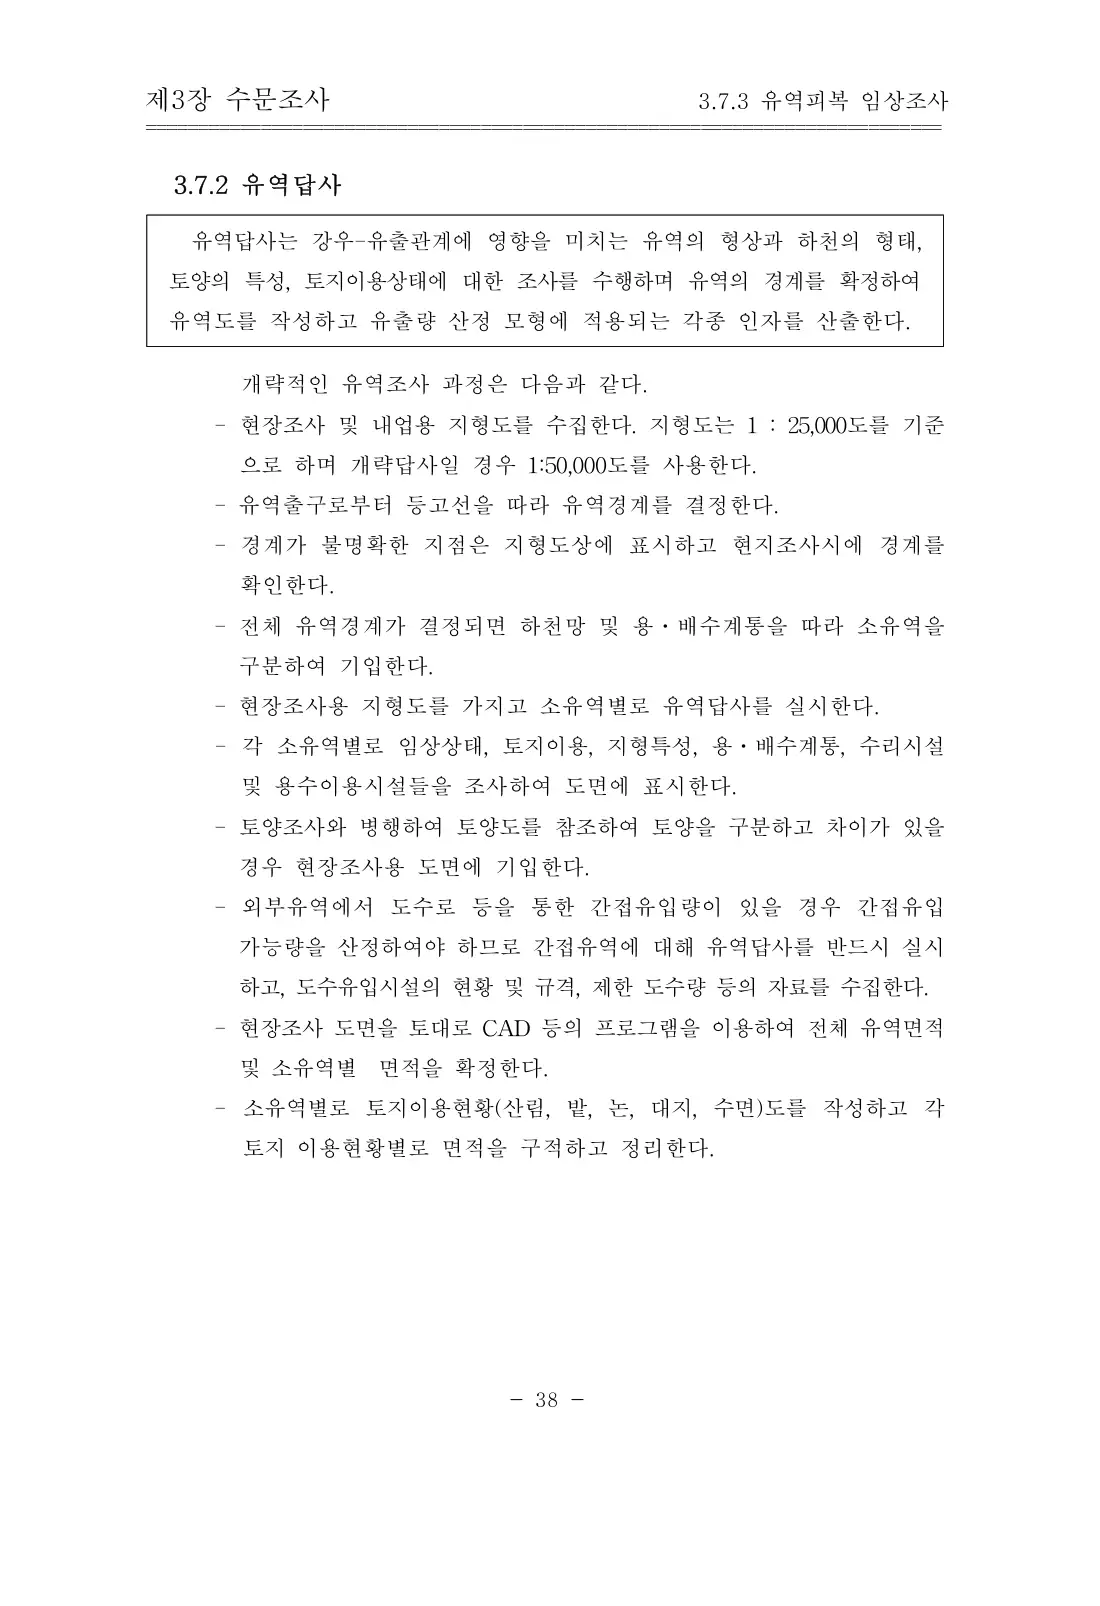 제3장 수문조사
3.7.3 유역피복 임상조사
3.7.2 유역답사
유역답사는 강우-유출관계에 영향을 미치는 유역의 형상과 하천의 형태,
토양의 특성, 토지이용상태에 대한 조사를 수행하며 유역의 경계를 확정하여
유역도를 작성하고 유출량 산정 모형에 적용되는 각종 인자를 산출한다.
개략적인 유역조사 과정은 다음과 같다.
- 현장조사 및 내업용 지형도를 수집한다. 지형도는 1 : 25,000도를 기준
으로 하며 개략답사일 경우 1:50,000도를 사용한다.
- 유역출구로부터 등고선을 따라 유역경계를 결정한다.
- 경계가 불명확한 지점은 지형도상에 표시하고 현지조사시에 경계를
확인한다.
- 전체 유역경계가 결정되면 하천망 및 용・배수계통을 따라 소유역을
구분하여 기입한다.
- 현장조사용 지형도를 가지고 소유역별로 유역답사를 실시한다.
- 각 소유역별로 임상상태, 토지이용, 지형특성, 용・배수계통, 수리시설
및 용수이용시설들을 조사하여 도면에 표시한다.
- 토양조사와 병행하여 토양도를 참조하여 토양을 구분하고 차이가 있을
경우 현장조사용 도면에 기입한다.
- 외부유역에서 도수로 등을 통한 간접유입량이 있을 경우 간접유입
가능량을 산정하여야 하므로 간접유역에 대해 유역답사를 반드시 실시
하고, 도수유입시설의 현황 및 규격, 제한 도수량 등의 자료를 수집한다.
- 현장조사 도면을 토대로 CAD 등의 프로그램을 이용하여 전체 유역면적
및 소유역별 면적을 확정한다.
- 소유역별로 토지이용현황(산림, 밭, 논, 대지, 수면)도를 작성하고 각
토지 이용현황별로 면적을 구적하고 정리한다.
- 38 -